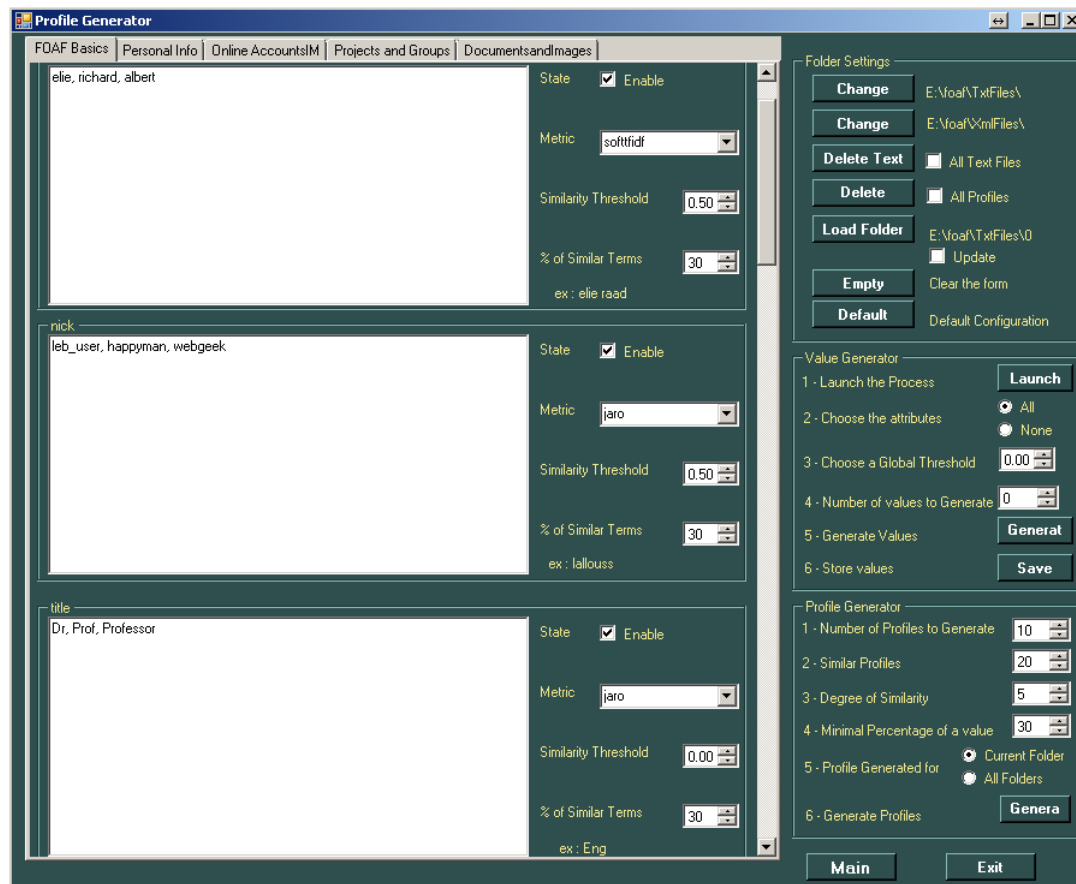 Profile Generator
FOAF Basics
Personal Info
Online AccountsIM
Projects and Groups
DocumentsandImages
elie, richard, albert
State
Enable
Metric
softtfidf
Similarity Threshold
0.50
% of Similar Terms
30
ex : elie raad
nick
leb_user, happyman, webgeek
State
Enable
Metric
jaro
Similarity Threshold
0.50
% of Similar Terms
30
ex : lallouss
title
Dr, Prof, Professor
State
Enable
Metric
jaro
Similarity Threshold
0.00
% of Similar Terms
30
ex : Eng
Folder Settings
Change
E:\foaf\TxtFiles\
Change
E:\foaf\XmlFiles\
Delete Text
All Text Files
Delete
All Profiles
Load Folder
E:\foaf\TxtFiles\0
Update
Empty
Clear the form
Default
Default Configuration
Value Generator
1 - Launch the Process
Launch
2 - Choose the attributes
All
None
3 - Choose a Global Threshold
0.00
4 - Number of values to Generate
0
5 - Generate Values
Generat
6 - Store values
Save
Profile Generator
1 - Number of Profiles to Generate
10
2 - Similar Profiles
20
3 - Degree of Similarity
5
4 - Minimal Percentage of a value
30
5 - Profile Generated for
Current Folder
All Folders
6 - Generate Profiles
Genera
Main
Exit